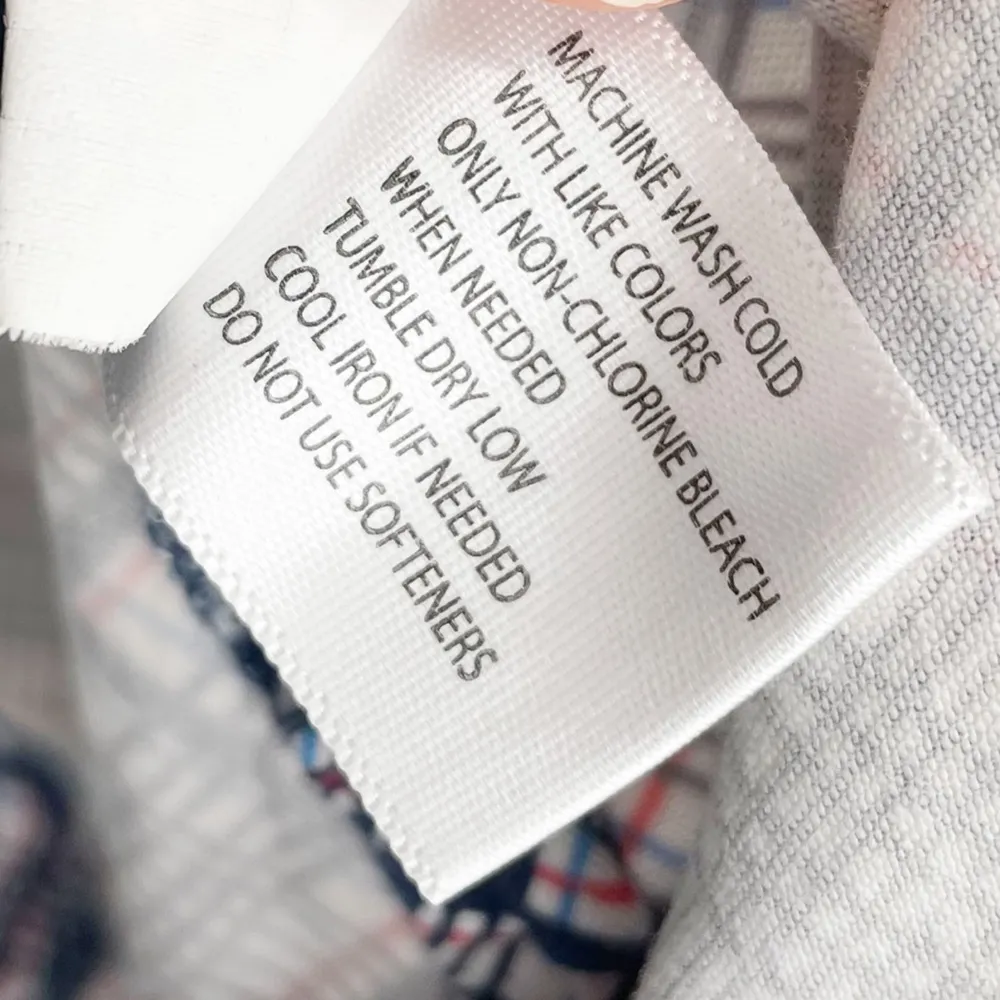 MACHINE WASH COLD
WITH LIKE COLORS
ONLY NON-CHLORINE BLEACH
WHEN NEEDED
TUMBLE DRY LOW
COOL IRON IF NEEDED
DO NOT USE SOFTENERS